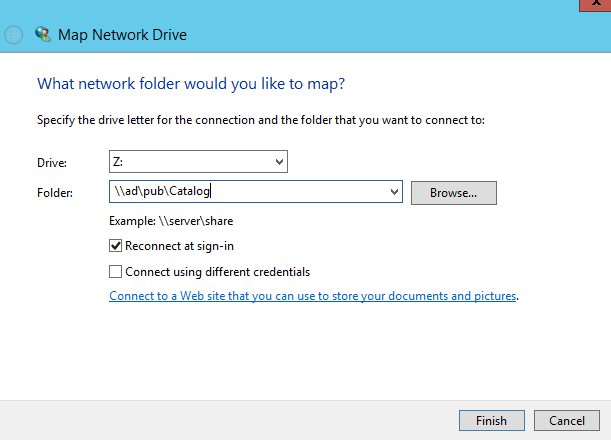 x
Map Network Drive
What network folder would you like to map?
Specify the drive letter for the connection and the folder that you want to connect to:
Drive: Z:
Folder: \\ad\pub\Catalog Browse...
Example: \\server\share
Reconnect at sign-in
Connect using different credentials
Connect to a Web site that you can use to store your documents and pictures.
Finish Cancel